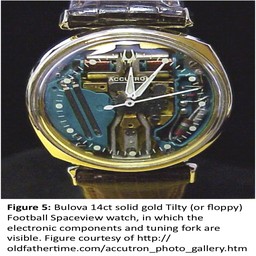 ACCUTRON
Figure 5: Bulova 14ct solid gold Tilty (or floppy)
Football Spaceview watch, in which the
electronic components and tuning fork are
visible. Figure courtesy of http://
oldfathertime.com/accutron_photo_gallery.htm